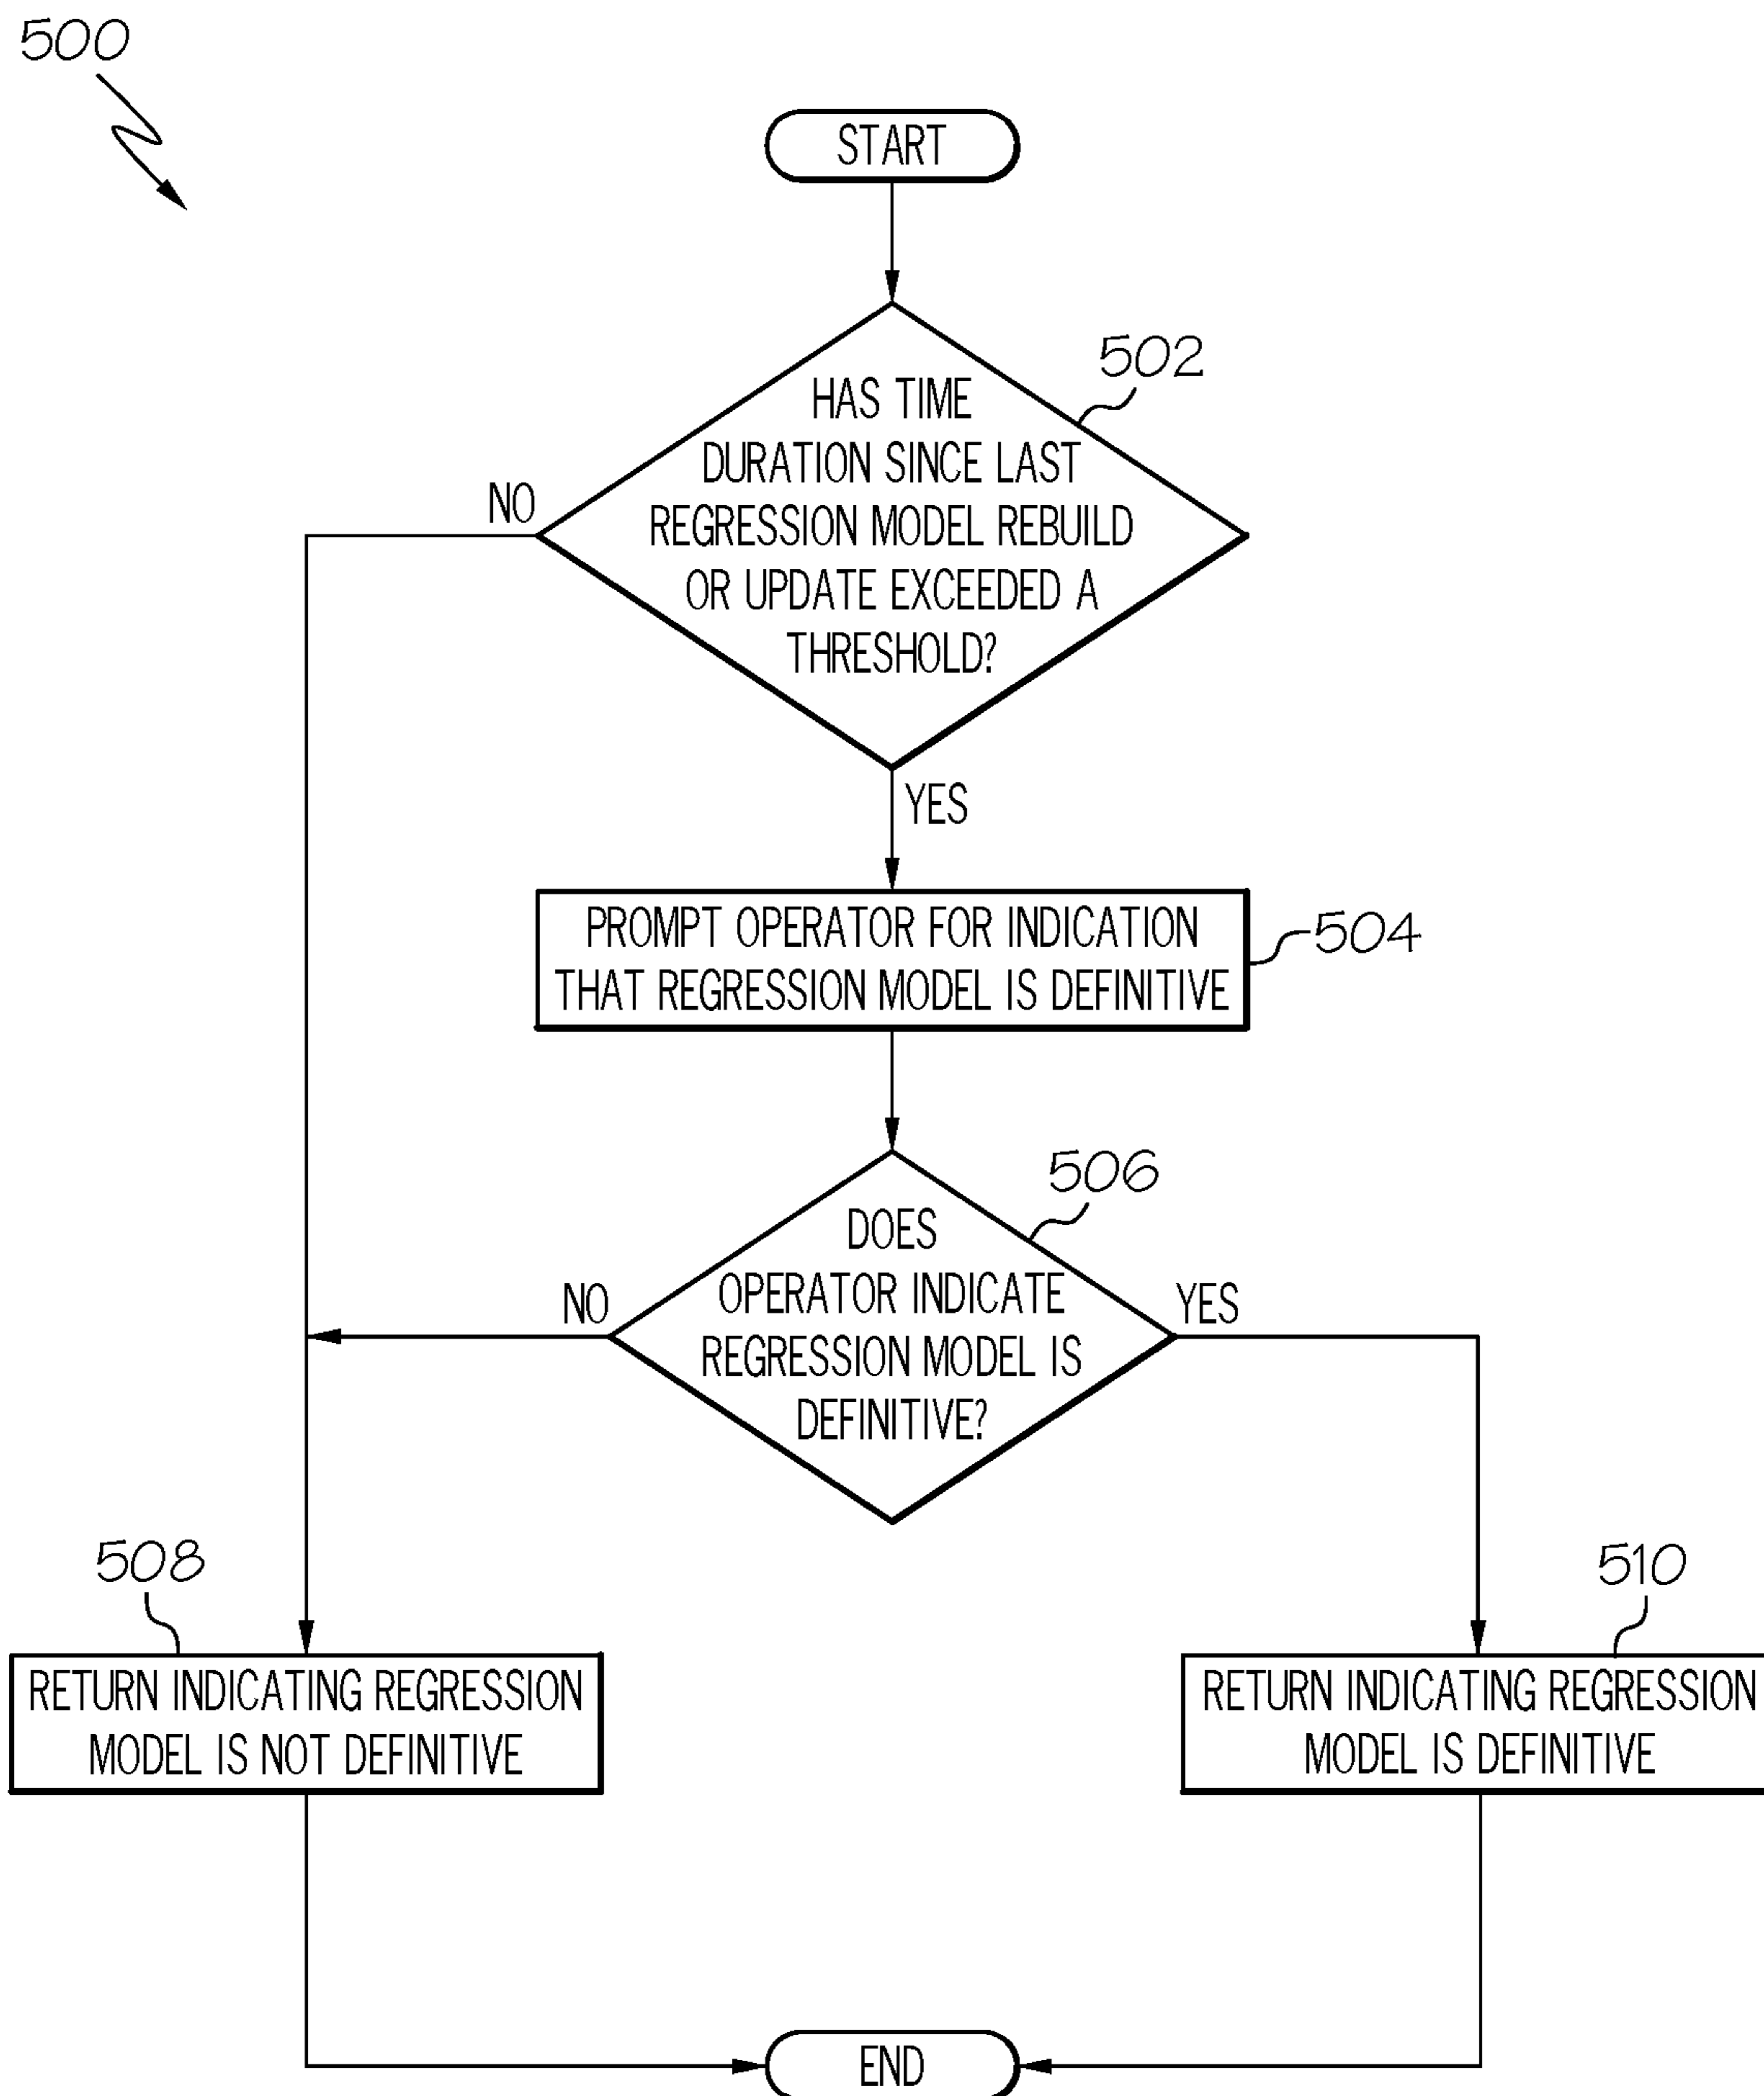 500
START
502
HAS TIME
DURATION SINCE LAST
REGRESSION MODEL REBUILD
OR UPDATE EXCEEDED A
THRESHOLD?
NO
YES
PROMPT OPERATOR FOR INDICATION
THAT REGRESSION MODEL IS DEFINITIVE
504
506
DOES
OPERATOR INDICATE
REGRESSION MODEL IS
DEFINITIVE?
NO
YES
508
RETURN INDICATING REGRESSION
MODEL IS NOT DEFINITIVE
510
RETURN INDICATING REGRESSION
MODEL IS DEFINITIVE
END